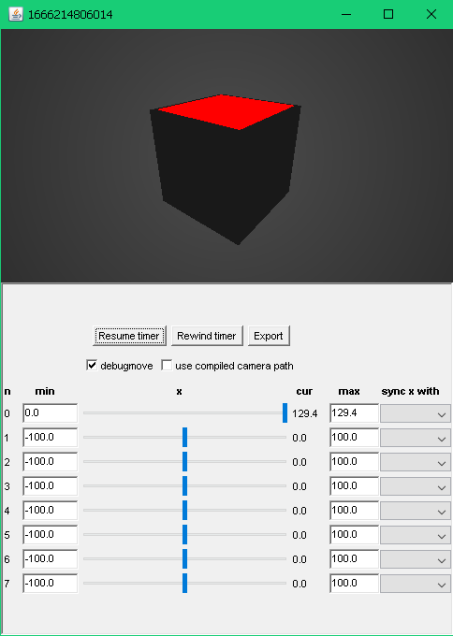 1666214806014
Resume timer Rewind timer Export
debugmove use compiled camera path
n min x cur max sync x with
0 0.0 129.4 129.4
1 -100.0 0.0 100.0
2 -100.0 0.0 100.0
3 -100.0 0.0 100.0
4 -100.0 0.0 100.0
5 -100.0 0.0 100.0
6 -100.0 0.0 100.0
7 -100.0 0.0 100.0